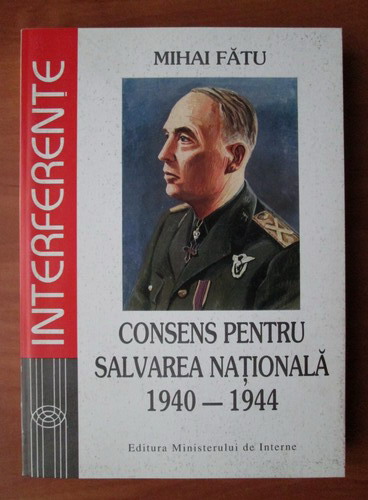 INTERFERENȚE
MIHAI FĂTU
CONSENS PENTRU
SALVAREA NAȚIONALĂ
1940 — 1944
Editura Ministerului de Interne